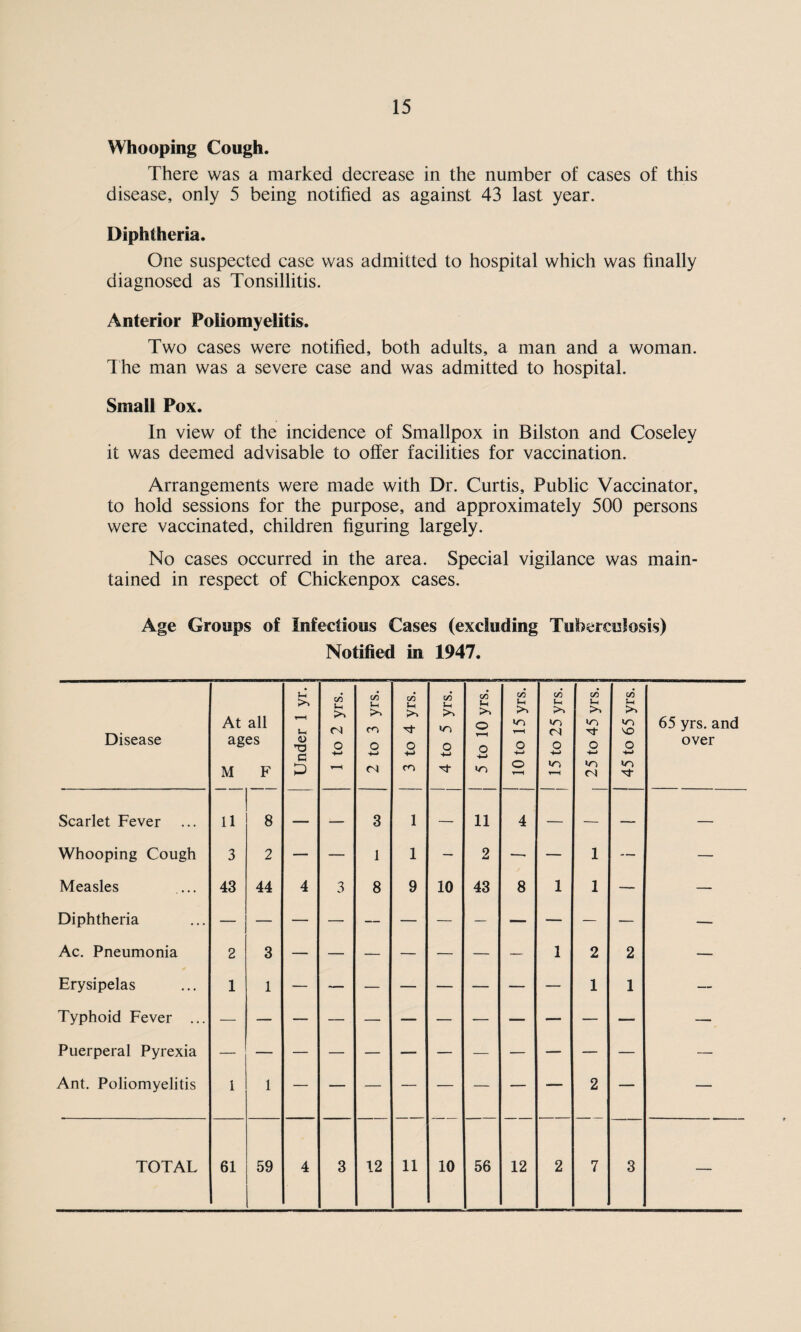 15
Whooping Cough.
There was a marked decrease in the number of cases of this
disease, only 5 being notified as against 43 last year.
Diphtheria.
One suspected case was admitted to hospital which was finally
diagnosed as Tonsillitis.
Anterior Poliomyelitis.
Two cases were notified, both adults, a man and a woman.
The man was a severe case and was admitted to hospital.
Small Pox.
In view of the incidence of Smallpox in Bilston and Coseley
it was deemed advisable to offer facilities for vaccination.
Arrangements were made with Dr. Curtis, Public Vaccinator,
to hold sessions for the purpose, and approximately 500 persons
were vaccinated, children figuring largely.
No cases occurred in the area. Special vigilance was main-
tained in respect of Chickenpox cases.
Age Groups of Infectious Cases (excluding Tuberculosis)
Notified in 1947.
Disease | At all ages M F | Under 1 yr. | 1 to 2 yrs. | 2 to 3 yrs. | 3 to 4 yrs. | 4 to 5 yrs. | 5 to 10 yrs. | 10 to 15 yrs. | 15 to 25 yrs. | 25 to 45 yrs. | 45 to 65 yrs. | 65 yrs. and over
Scarlet Fever ... 11 8 — — 3 1 — 11 4 — — — —
Whooping Cough 3 2 — — 1 1 - 2 — — 1 — —
Measles ... 43 44 4 3 8 9 10 43 8 1 1 — —
Diphtheria ... — — — — — — — — — — — — —
Ac. Pneumonia 2 3 — — — — — — — 1 2 2 —
Erysipelas ... 1 1 — — — — — — — — 1 1 —
Typhoid Fever ... — — — — — — — — — — — — —
Puerperal Pyrexia — — — — — — — — — — — — —
Ant. Poliomyelitis 1 1 — — — — — — — — 2 — —
TOTAL 61 59 4 3 12 11 10 56 12 2 7 3 —